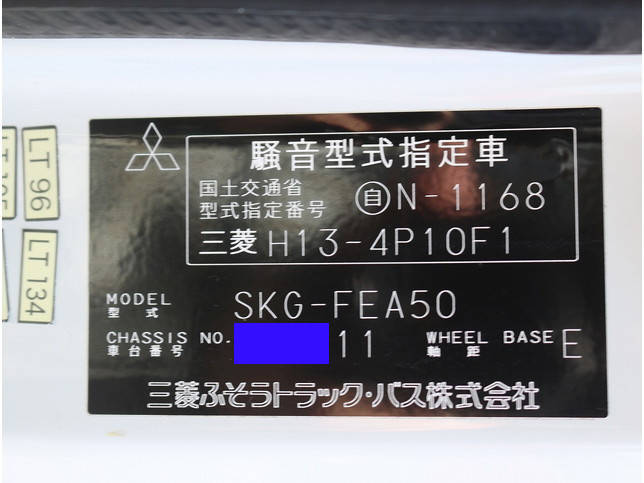 騒音型式指定車
国土交通省
型式指定番号 自 N-1168
三菱 H13-4P10F1
MODEL
型式
SKG-FEA50
CHASSIS NO.
車台番号
11
WHEEL BASE
軸距
E
三菱ふそうトラック・バス株式会社
LT 96
LT 134
LT 105